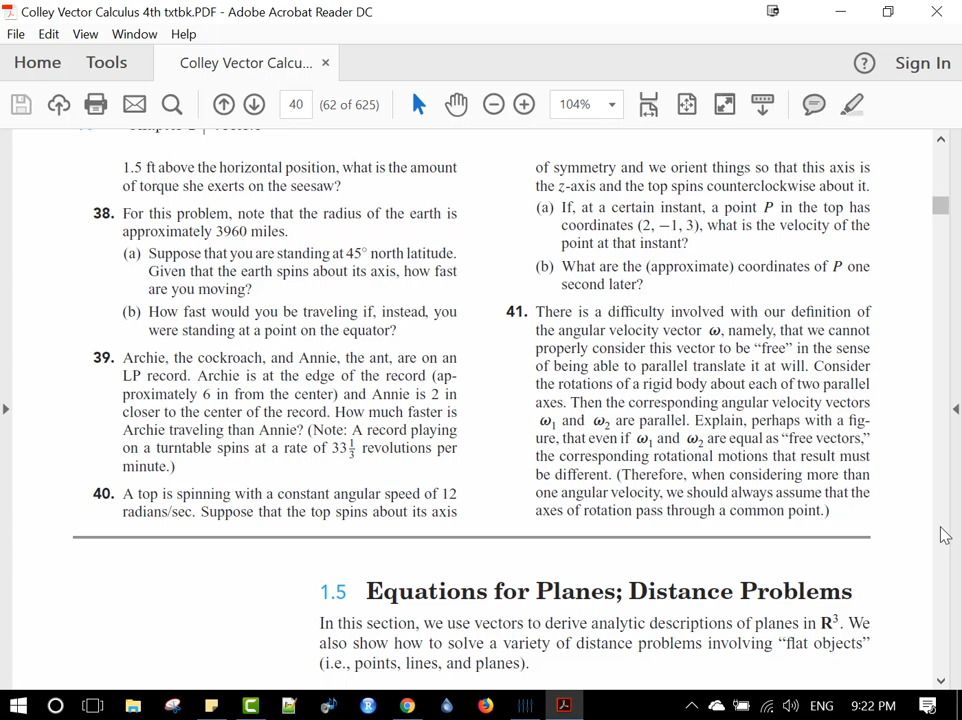 Colley Vector Calculus 4th txtbk.PDF - Adobe Acrobat Reader DC
File Edit View Window Help
Home Tools Colley Vector Calcu... × ? Sign In
40 (62 of 625) 104%
1.5 ft above the horizontal position, what is the amount
of torque she exerts on the seesaw?
38. For this problem, note that the radius of the earth is
approximately 3960 miles.
(a) Suppose that you are standing at 45° north latitude.
Given that the earth spins about its axis, how fast
are you moving?
(b) How fast would you be traveling if, instead, you
were standing at a point on the equator?
39. Archie, the cockroach, and Annie, the ant, are on an
LP record. Archie is at the edge of the record (ap-
proximately 6 in from the center) and Annie is 2 in
closer to the center of the record. How much faster is
Archie traveling than Annie? (Note: A record playing
on a turntable spins at a rate of 33⅓ revolutions per
minute.)
40. A top is spinning with a constant angular speed of 12
radians/sec. Suppose that the top spins about its axis
of symmetry and we orient things so that this axis is
the z-axis and the top spins counterclockwise about it.
(a) If, at a certain instant, a point P in the top has
coordinates (2, −1, 3), what is the velocity of the
point at that instant?
(b) What are the (approximate) coordinates of P one
second later?
41. There is a difficulty involved with our definition of
the angular velocity vector ω, namely, that we cannot
properly consider this vector to be “free” in the sense
of being able to parallel translate it at will. Consider
the rotations of a rigid body about each of two parallel
axes. Then the corresponding angular velocity vectors
ω₁ and ω₂ are parallel. Explain, perhaps with a fig-
ure, that even if ω₁ and ω₂ are equal as “free vectors,”
the corresponding rotational motions that result must
be different. (Therefore, when considering more than
one angular velocity, we should always assume that the
axes of rotation pass through a common point.)
1.5 Equations for Planes; Distance Problems
In this section, we use vectors to derive analytic descriptions of planes in R³. We
also show how to solve a variety of distance problems involving “flat objects”
(i.e., points, lines, and planes).
ENG 9:22 PM